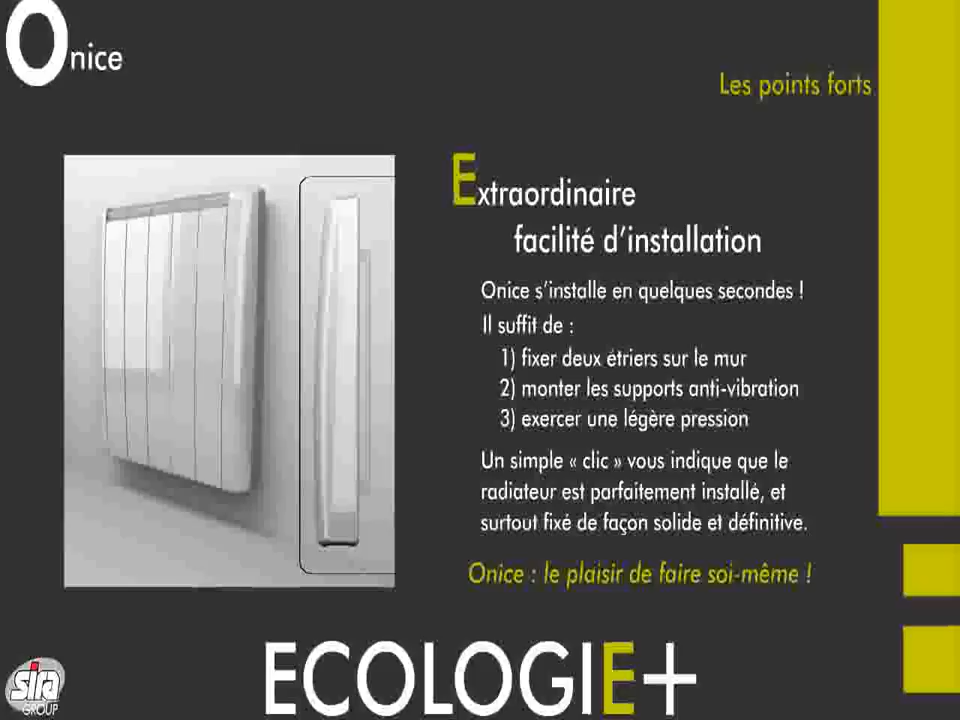 Onice
Les points forts
Extraordinaire
facilité d'installation
Onice s'installe en quelques secondes !
Il suffit de :
1) fixer deux étriers sur le mur
2) monter les supports anti-vibration
3) exercer une légère pression
Un simple « clic » vous indique que le
radiateur est parfaitement installé, et
surtout fixé de façon solide et définitive.
Onice : le plaisir de faire soi-même !
ECOLOGIE+
sira
GROUP